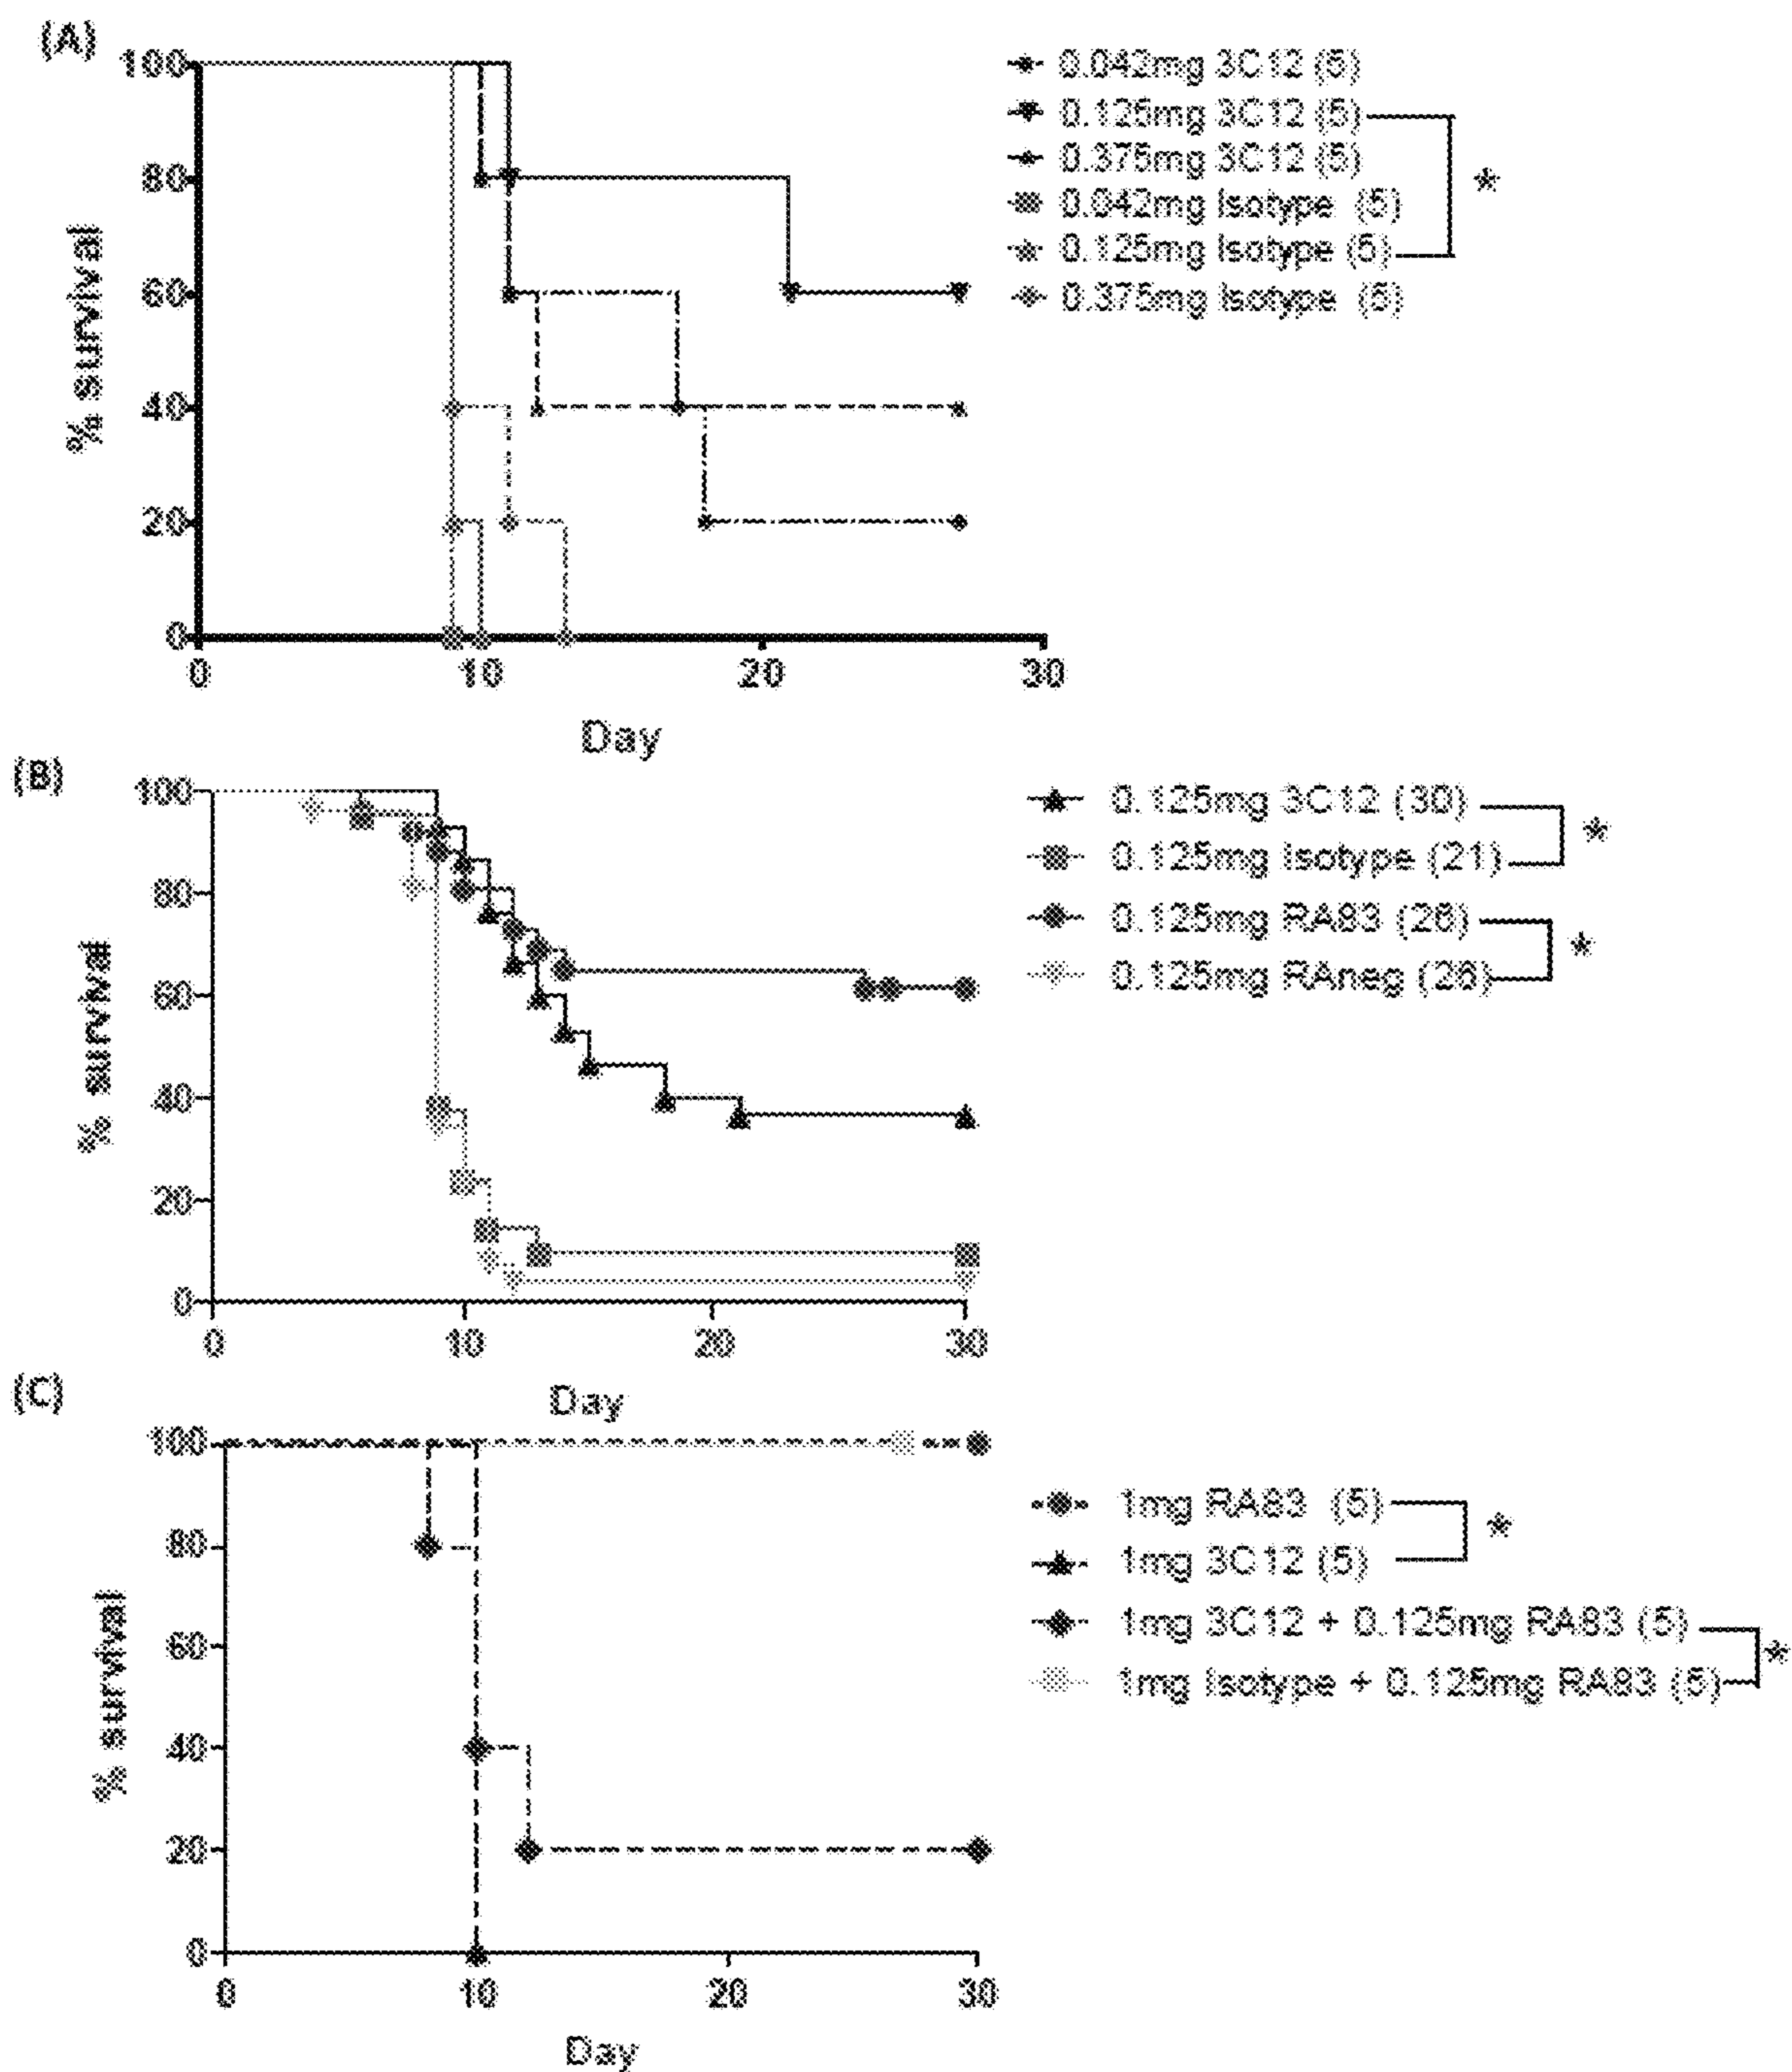 (A)
100
80
60
40
20
0
0 10 20 30
% survival
Day
0.042mg 3C12 (5)
0.125mg 3C12 (5)
0.375mg 3C12 (5)
0.042mg Isotype (5)
0.125mg Isotype (5)
0.375mg Isotype (5)
*
(B)
100
80
60
40
20
0
0 10 20 30
% survival
Day
0.125mg 3C12 (30)
0.125mg Isotype (21)
0.125mg RA83 (26)
0.125mg RAneg (26)
*
*
(C)
100
80
60
40
20
0
0 10 20 30
% survival
Day
1mg RA83 (5)
1mg 3C12 (5)
1mg 3C12 + 0.125mg RA83 (5)
1mg Isotype + 0.125mg RA83 (5)
*
*